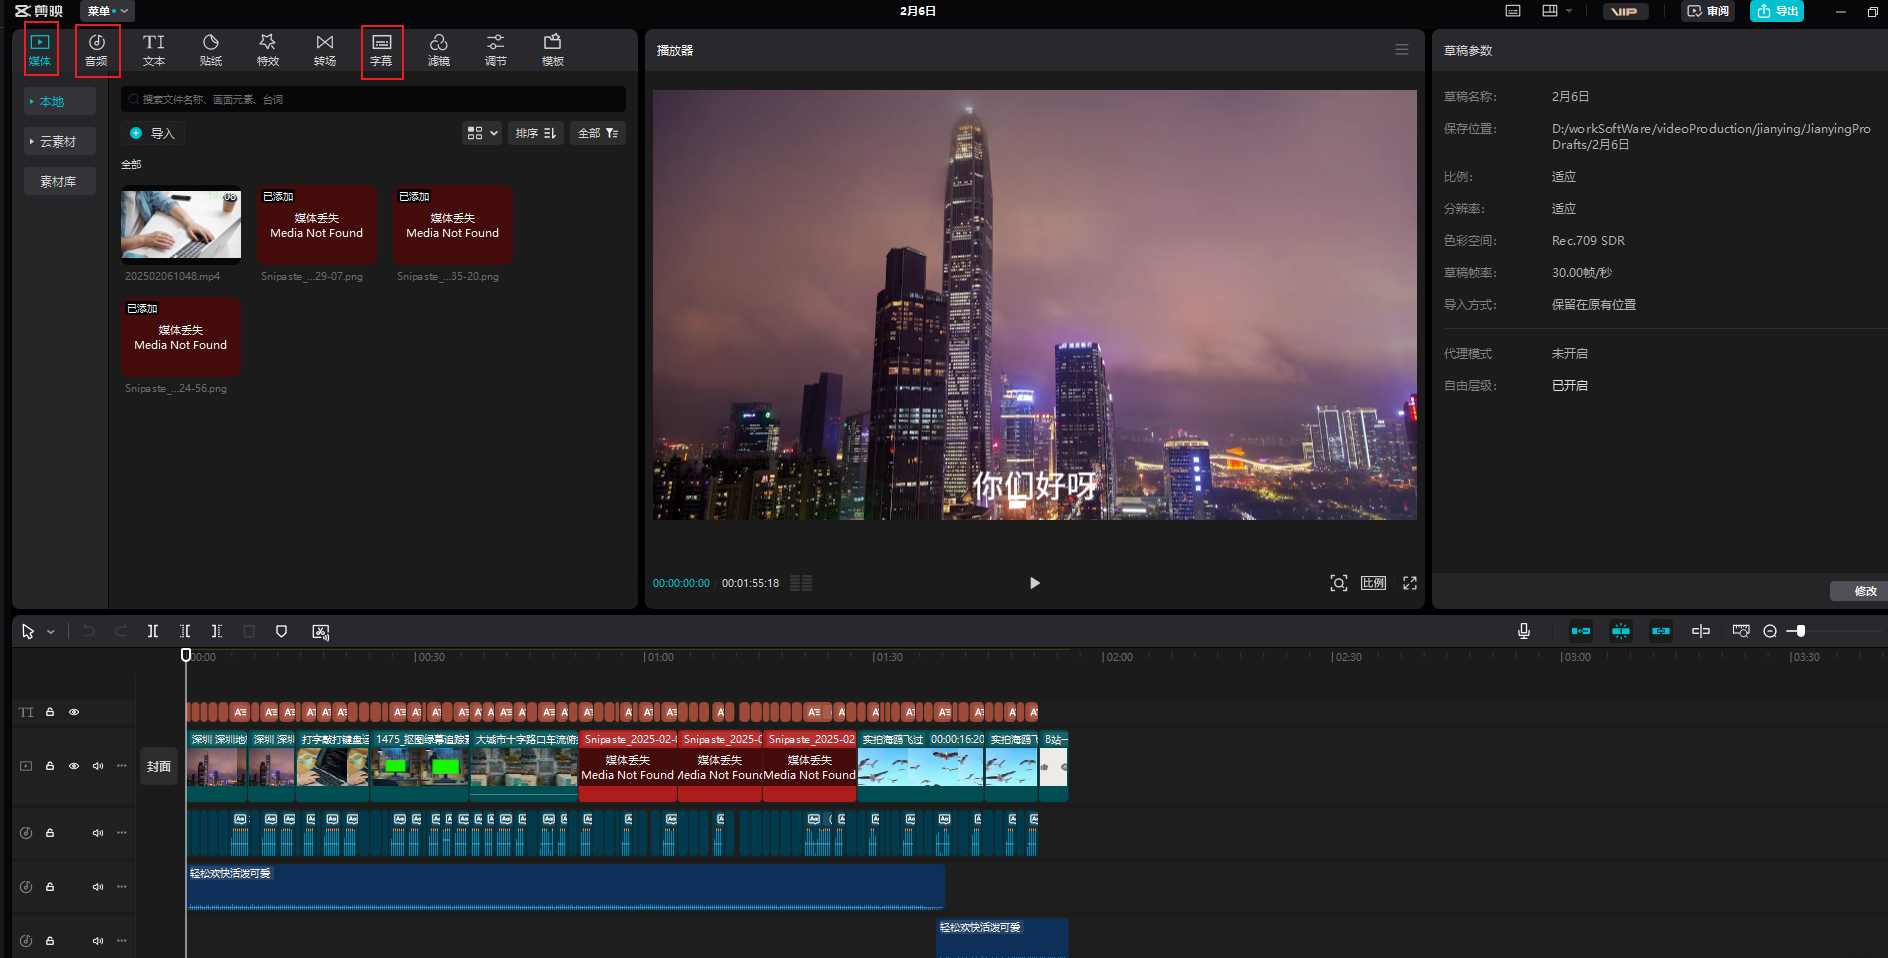 剪映
菜单
2月6日
VIP
审阅
导出
媒体
音频
文本
贴纸
特效
转场
字幕
滤镜
调节
模板
本地
云素材
素材库
搜索文件名称、画面元素、台词
导入
排序
全部
全部
202502061048.mp4
已添加
媒体丢失
Media Not Found
Snipaste_...29-07.png
已添加
媒体丢失
Media Not Found
Snipaste_...35-20.png
已添加
媒体丢失
Media Not Found
Snipaste_...24-56.png
播放器
你们好呀
00:00:00:00
00:01:55:18
比例
草稿参数
草稿名称：
2月6日
保存位置：
D:/workSoftWare/videoProduction/jianying/JianyingPro
Drafts/2月6日
比例：
适应
分辨率：
适应
色彩空间：
Rec.709 SDR
草稿帧率：
30.00帧/秒
导入方式：
保留在原有位置
代理模式
未开启
自由层级：
已开启
修改
00:00
00:30
01:00
01:30
02:00
02:30
03:00
03:30
TI
封面
深圳 深圳地
深圳 深圳
打字敲打键盘运
1475_抠图绿幕追踪素
大城市十字路口车流俯拍
Snipaste_2025-02-
媒体丢失
Media Not Found
Snipaste_2025-0
媒体丢失
Media Not Found
Snipaste_2025-02
媒体丢失
Media Not Found
实拍海鸥飞过
00:00:16:20
实拍海鸥飞
B站一
轻松欢快活泼可爱
轻松欢快活泼可爱